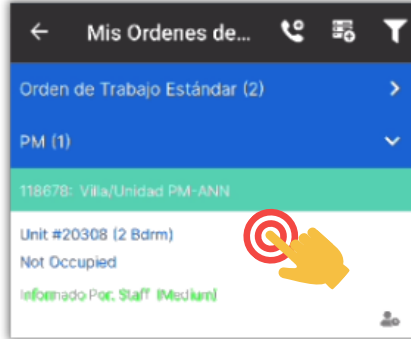 Mis Ordenes de...
Orden de Trabajo Estándar (2)
PM (1)
118678: Villa/Unidad PM-ANN
Unit #20308 (2 Bdrm)
Not Occupied
Informado Por: Staff (Medium)